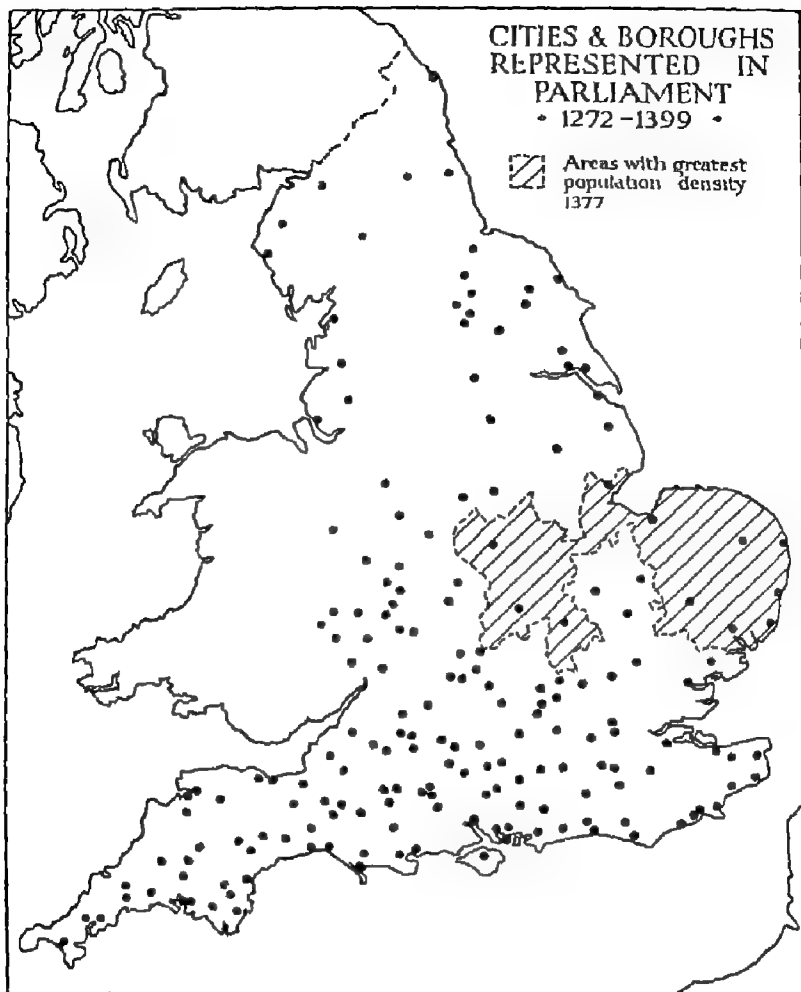 CITIES & BOROUGHS
REPRESENTED IN
PARLIAMENT
• 1272-1399 •
Areas with greatest
population density
1377